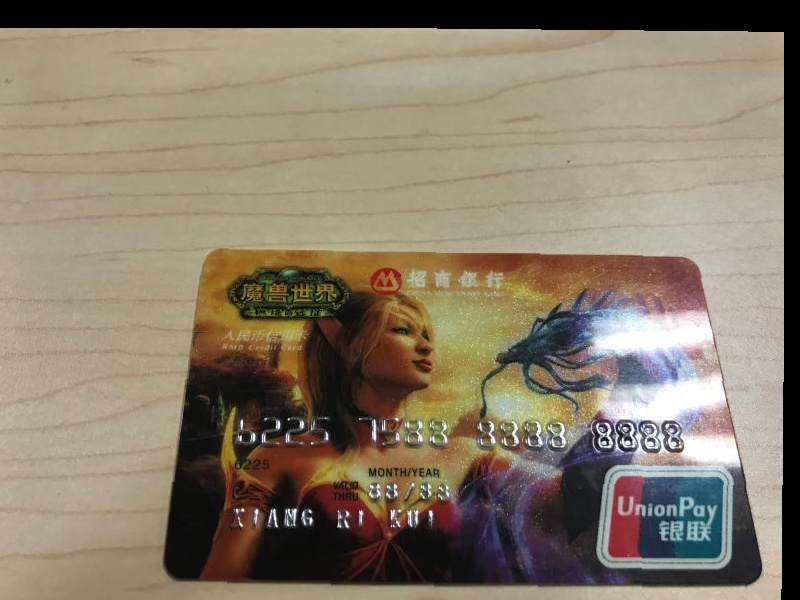 魔兽世界
招商银行
人民币信用卡
RMB Credit Card
6225 7588 8888 8888
6225
MONTH/YEAR
VALID THRU 88/88
XIANG RI KUI
UnionPay
银联